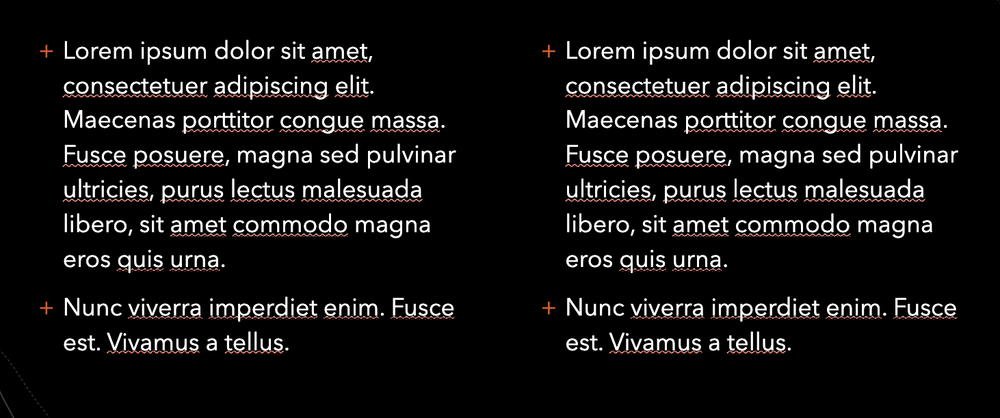 + Lorem ipsum dolor sit amet,
consectetuer adipiscing elit.
Maecenas porttitor congue massa.
Fusce posuere, magna sed pulvinar
ultricies, purus lectus malesuada
libero, sit amet commodo magna
eros quis urna.
+ Nunc viverra imperdiet enim. Fusce
est. Vivamus a tellus.
+ Lorem ipsum dolor sit amet,
consectetuer adipiscing elit.
Maecenas porttitor congue massa.
Fusce posuere, magna sed pulvinar
ultricies, purus lectus malesuada
libero, sit amet commodo magna
eros quis urna.
+ Nunc viverra imperdiet enim. Fusce
est. Vivamus a tellus.